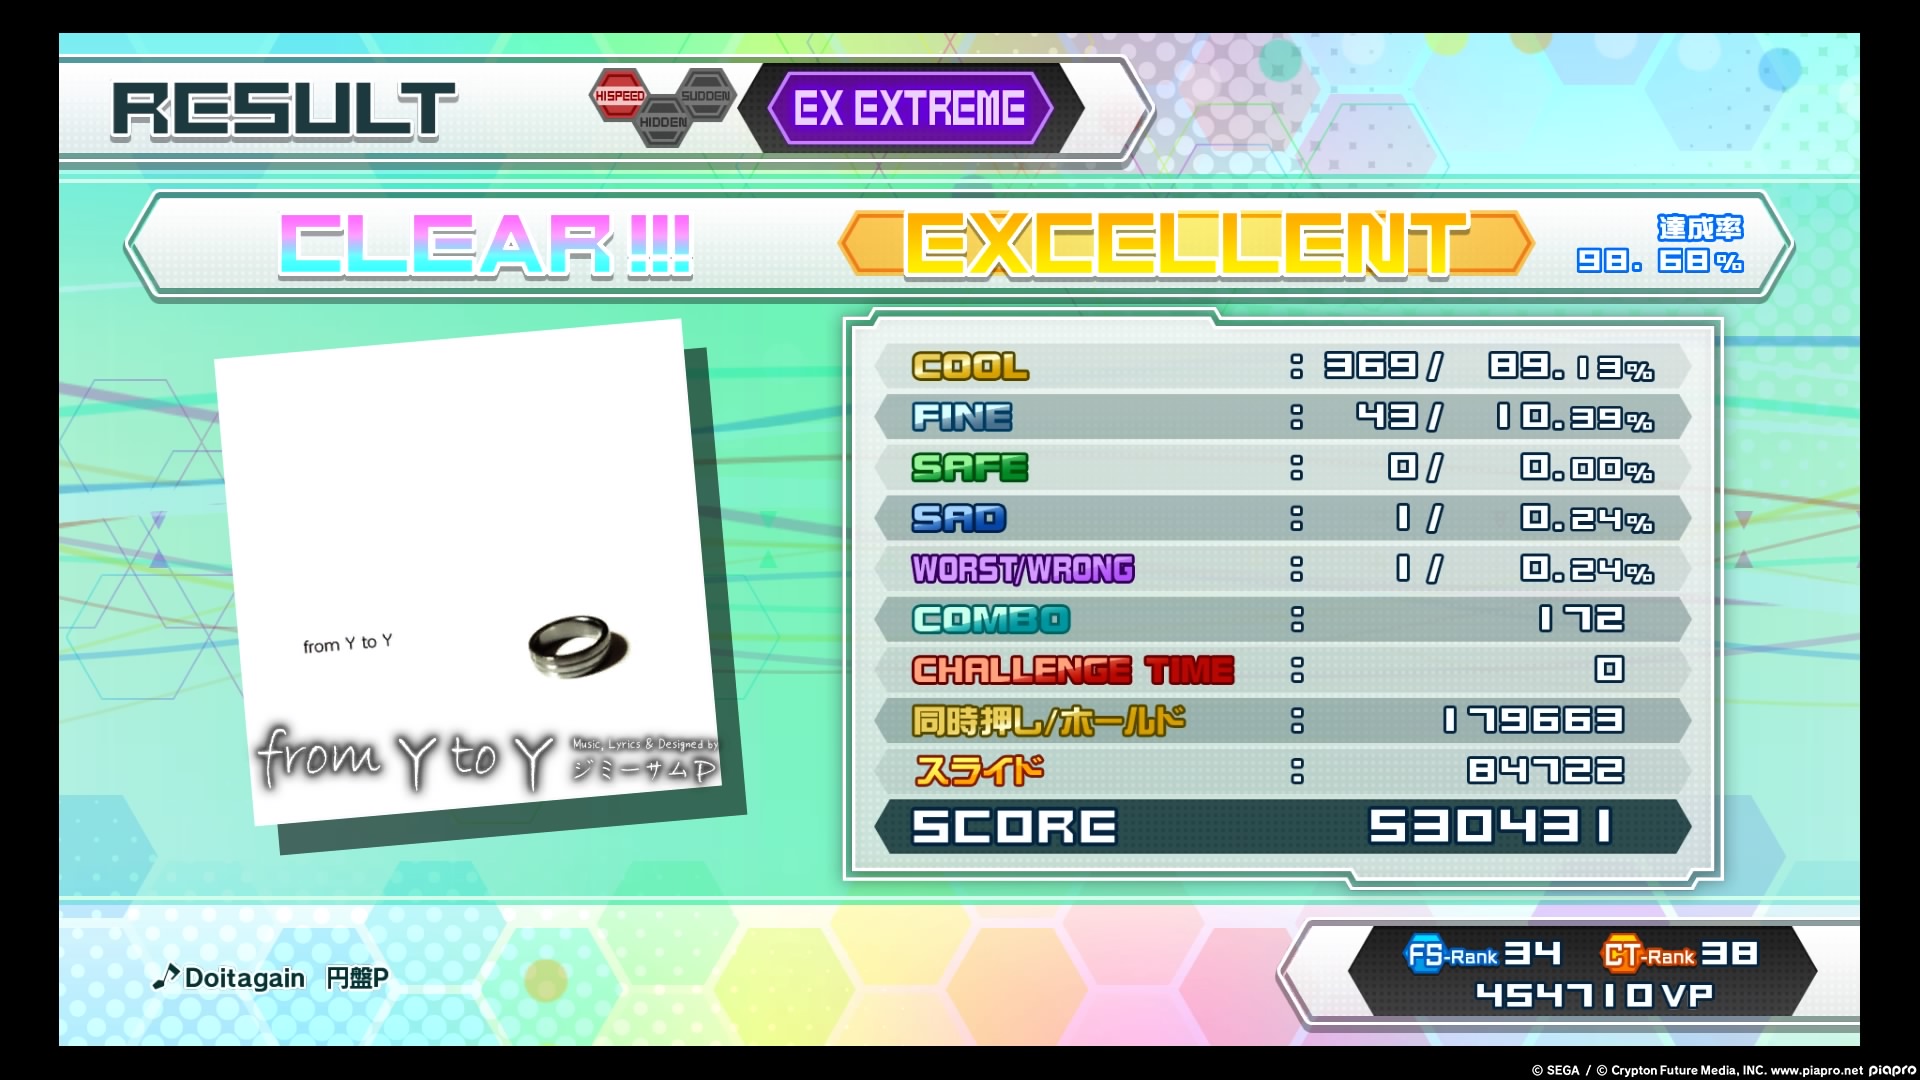 RESULT
HISPEED
HIDDEN
SUDDEN
EX EXTREME
CLEAR!!!
EXCELLENT
達成率
98.68%
COOL : 369/ 89.13%
FINE : 43/ 10.39%
SAFE : 0/ 0.00%
SAD : 1/ 0.24%
WORST/WRONG : 1/ 0.24%
COMBO : 172
CHALLENGE TIME : 0
同時押し/ホールド : 179663
スライド : 84722
SCORE 530431
from Y to Y
from Y to Y
Music, Lyrics & Designed by
ジミーサムP
♪Doitagain 円盤P
FS-Rank 34 CT-Rank 38
454710VP
© SEGA / © Crypton Future Media, INC. www.piapro.net piapro